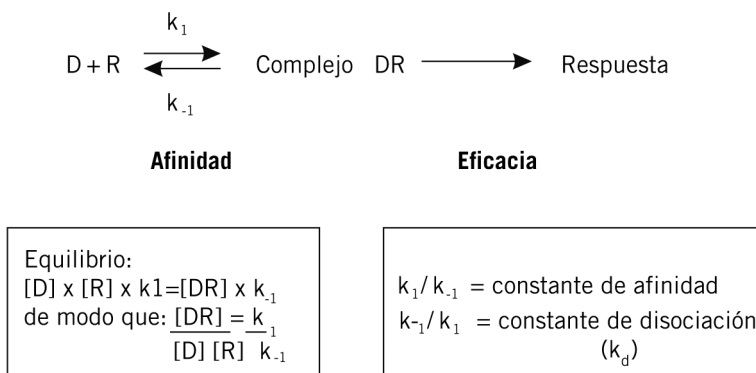 k₁
D + R Complejo DR Respuesta
k₋₁
Afinidad Eficacia
Equilibrio:
[D] x [R] x k1=[DR] x k₋₁
de modo que: [DR] = k₁
[D] [R] k₋₁
k₁/ k₋₁ = constante de afinidad
k-₁/ k₁ = constante de disociación
(k_d)